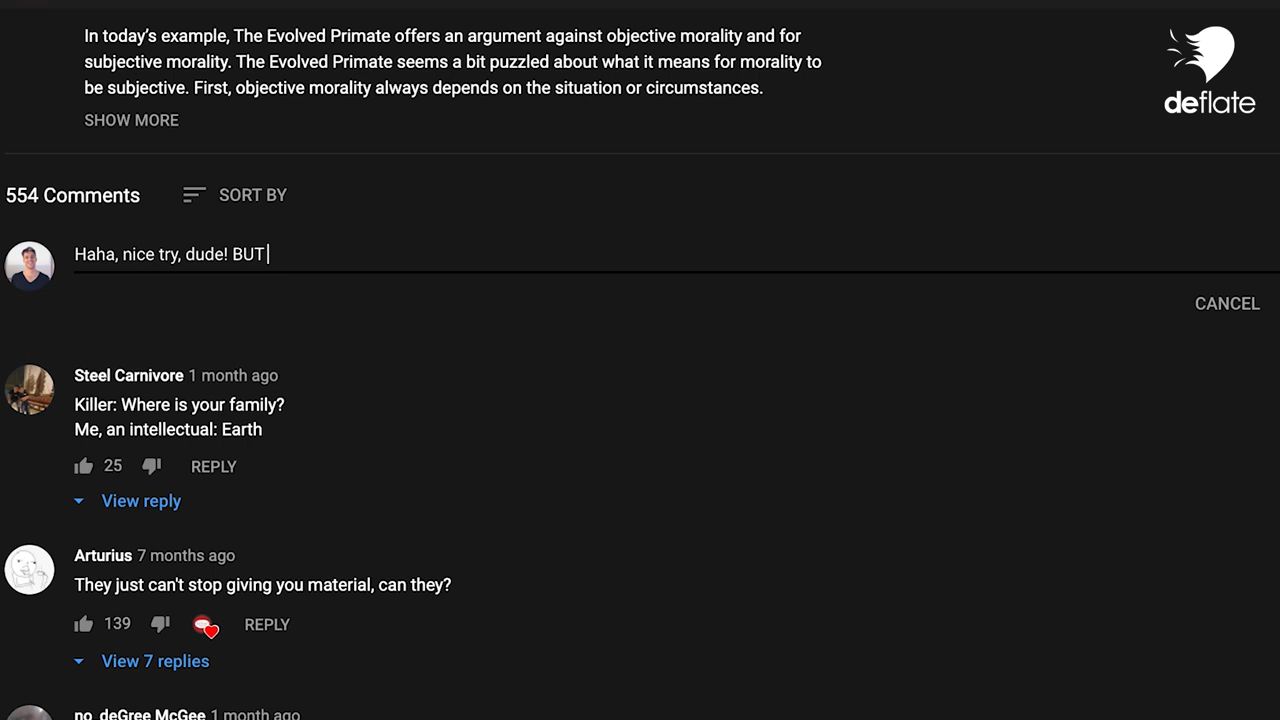 In today’s example, The Evolved Primate offers an argument against objective morality and for
subjective morality. The Evolved Primate seems a bit puzzled about what it means for morality to
be subjective. First, objective morality always depends on the situation or circumstances.
SHOW MORE
deflate
554 Comments SORT BY
Haha, nice try, dude! BUT
CANCEL
Steel Carnivore 1 month ago
Killer: Where is your family?
Me, an intellectual: Earth
25 REPLY
View reply
Arturius 7 months ago
They just can't stop giving you material, can they?
139 REPLY
View 7 replies
no_deGree McGee 1 month ago